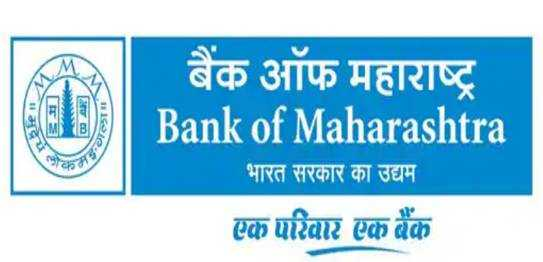 बैंक ऑफ महाराष्ट्र
Bank of Maharashtra
भारत सरकार का उद्यम
एक परिवार एक बैंक